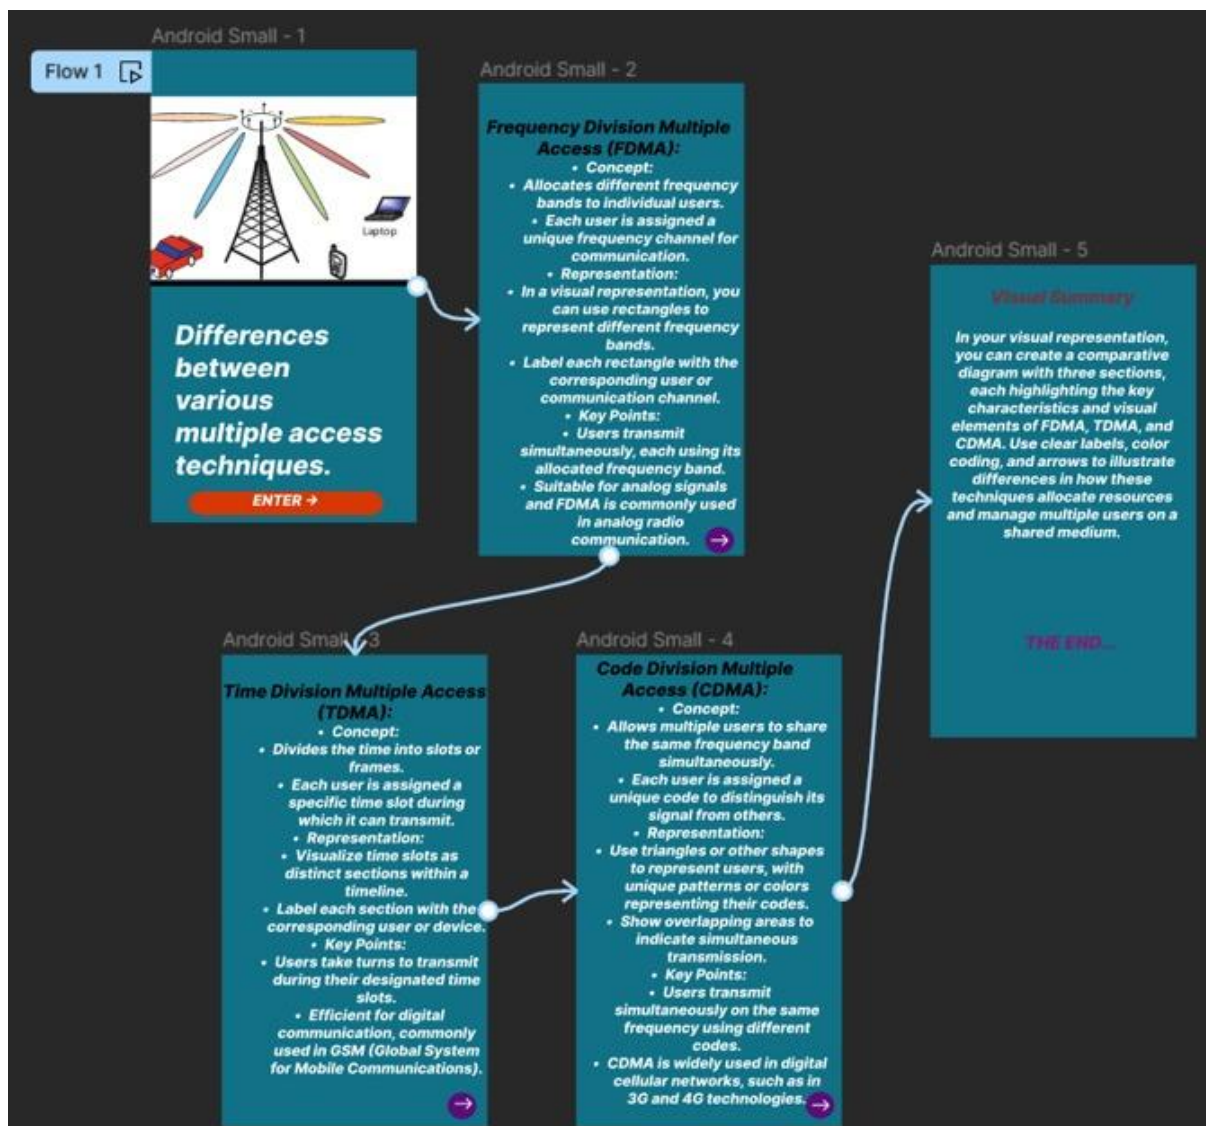 Android Small - 1
Flow 1
Laptop
Differences
between
various
multiple access
techniques.
ENTER →
Android Small - 2
Frequency Division Multiple
Access (FDMA):
• Concept:
• Allocates different frequency
bands to individual users.
• Each user is assigned a
unique frequency channel for
communication.
• Representation:
• In a visual representation, you
can use rectangles to
represent different frequency
bands.
• Label each rectangle with the
corresponding user or
communication channel.
• Key Points:
• Users transmit
simultaneously, each using its
allocated frequency band.
• Suitable for analog signals
and FDMA is commonly used
in analog radio
communication.
Android Small - 3
Time Division Multiple Access
(TDMA):
• Concept:
• Divides the time into slots or
frames.
• Each user is assigned a
specific time slot during
which it can transmit.
• Representation:
• Visualize time slots as
distinct sections within a
timeline.
• Label each section with the
corresponding user or device.
• Key Points:
• Users take turns to transmit
during their designated time
slots.
• Efficient for digital
communication, commonly
used in GSM (Global System
for Mobile Communications).
Android Small - 4
Code Division Multiple
Access (CDMA):
• Concept:
• Allows multiple users to share
the same frequency band
simultaneously.
• Each user is assigned a
unique code to distinguish its
signal from others.
• Representation:
• Use triangles or other shapes
to represent users, with
unique patterns or colors
representing their codes.
• Show overlapping areas to
indicate simultaneous
transmission.
• Key Points:
• Users transmit
simultaneously on the same
frequency using different
codes.
• CDMA is widely used in digital
cellular networks, such as in
3G and 4G technologies.
Android Small - 5
Visual Summary
In your visual representation,
you can create a comparative
diagram with three sections,
each highlighting the key
characteristics and visual
elements of FDMA, TDMA, and
CDMA. Use clear labels, color
coding, and arrows to illustrate
differences in how these
techniques allocate resources
and manage multiple users on a
shared medium.
THE END...